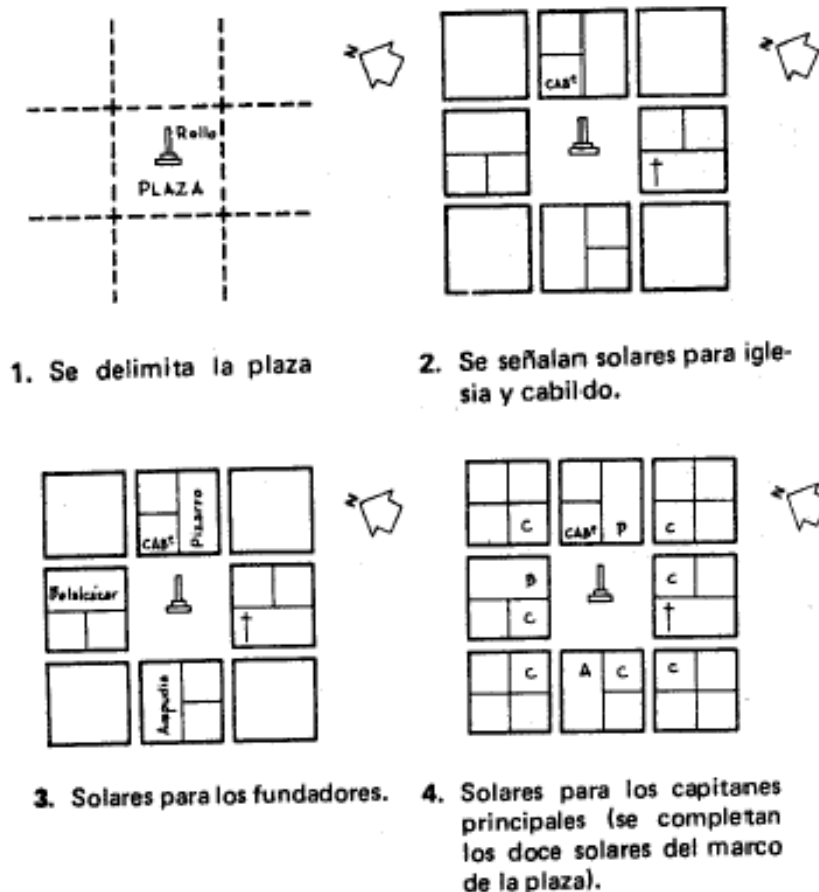 N
Rollo
PLAZA
1. Se delimita la plaza
N
CABº
2. Se señalan solares para igle-
sia y cabildo.
N
CABº Pizarro
Belalcázar
Ampudia
3. Solares para los fundadores.
N
C CABº P C
B C
C
C A C C
4. Solares para los capitanes
principales (se completan
los doce solares del marco
de la plaza).